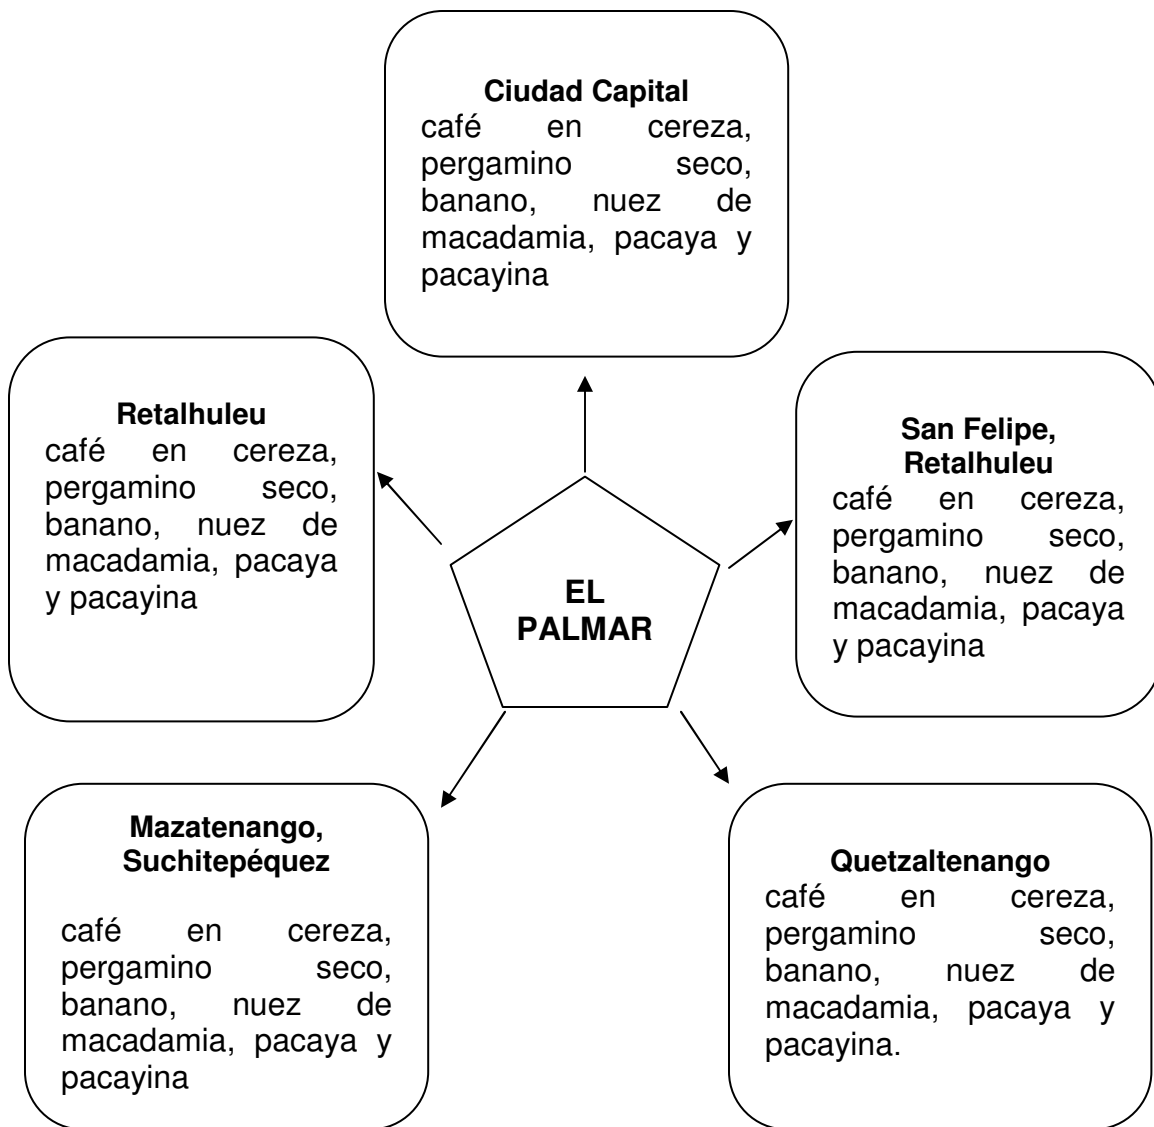 Ciudad Capital
café en cereza,
pergamino seco,
banano, nuez de
macadamia, pacaya y
pacayina
Retalhuleu
café en cereza,
pergamino seco,
banano, nuez de
macadamia, pacaya
y pacayina
San Felipe,
Retalhuleu
café en cereza,
pergamino seco,
banano, nuez de
macadamia, pacaya
y pacayina
EL
PALMAR
Mazatenango,
Suchitepéquez
café en cereza,
pergamino seco,
banano, nuez de
macadamia, pacaya y
pacayina
Quetzaltenango
café en cereza,
pergamino seco,
banano, nuez de
macadamia, pacaya y
pacayina.